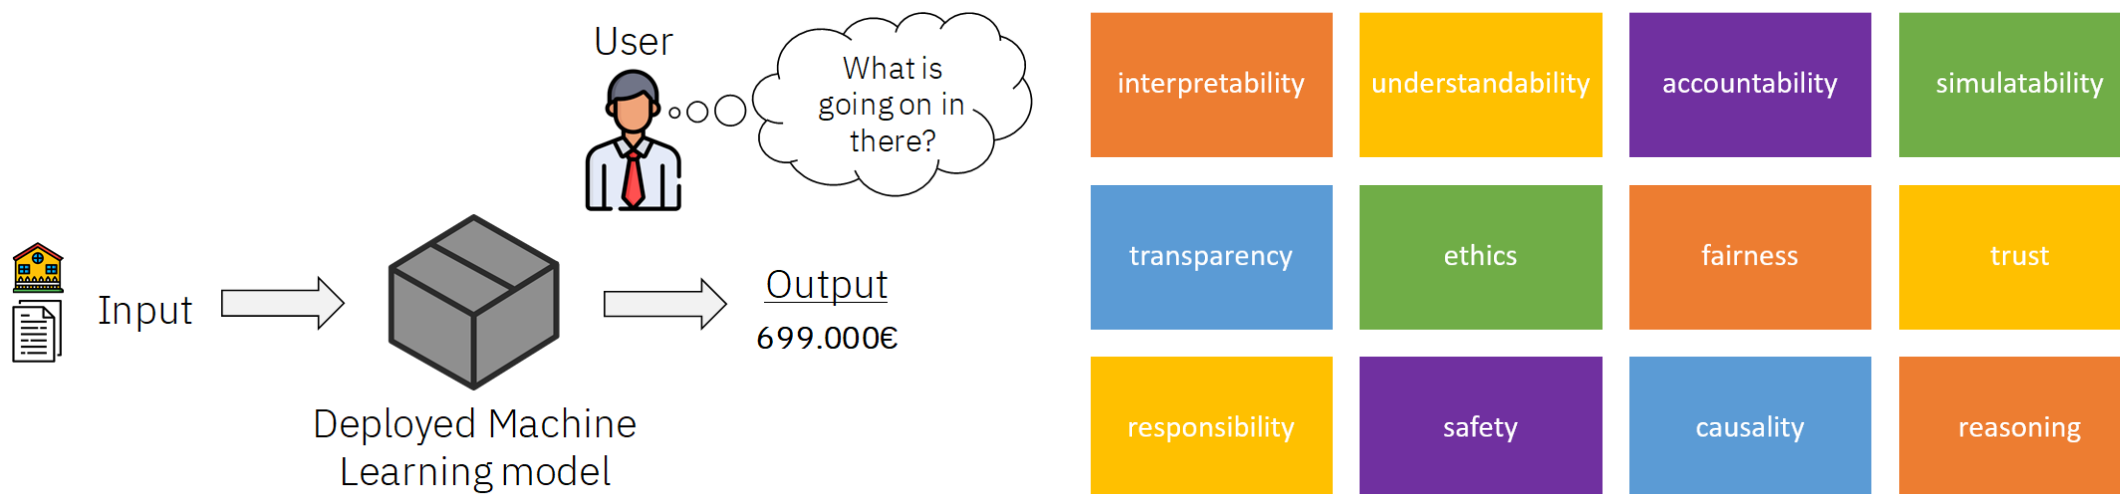 User
What is
going on in
there?
Input
Output
699.000€
Deployed Machine
Learning model
interpretability
understandability
accountability
simulatability
transparency
ethics
fairness
trust
responsibility
safety
causality
reasoning